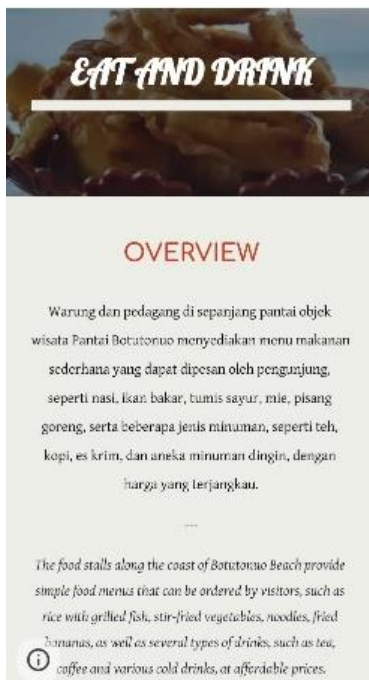 EAT AND DRINK
OVERVIEW
Warung dan pedagang di sepanjang pantai objek
wisata Pantai Botutonuo menyediakan menu makanan
sederhana yang dapat dipesan oleh pengunjung,
seperti nasi, ikan bakar, tumis sayur, mie, pisang
goreng, serta beberapa jenis minuman, seperti teh,
kopi, es krim, dan aneka minuman dingin, dengan
harga yang terjangkau.
---
The food stalls along the coast of Botutonuo Beach provide
simple food menus that can be ordered by visitors, such as
rice with grilled fish, stir-fried vegetables, noodles, fried
bananas, as well as several types of drinks, such as tea,
coffee and various cold drinks, at affordable prices.